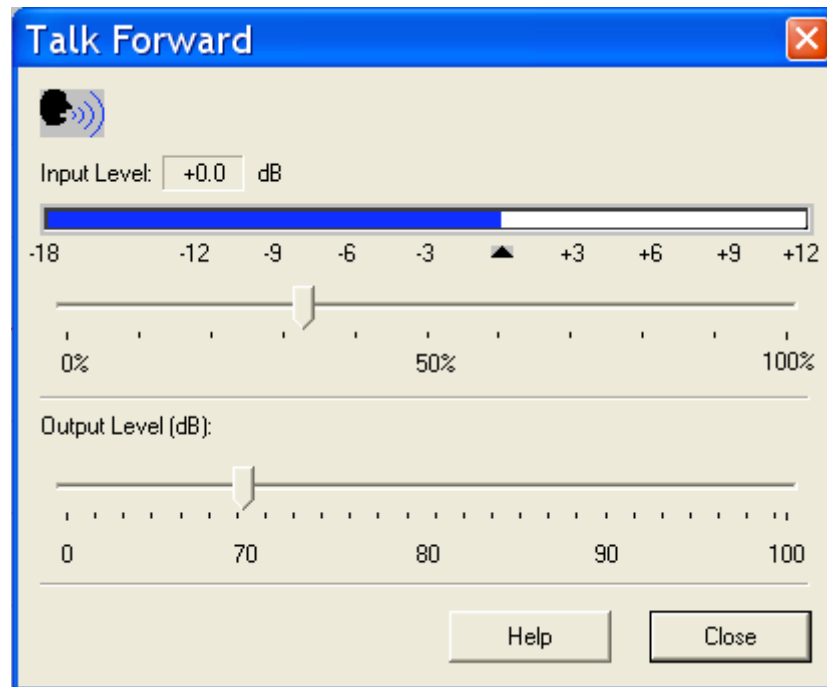 Talk Forward
Input Level: +0.0 dB
-18 -12 -9 -6 -3 +3 +6 +9 +12
0% 50% 100%
Output Level (dB):
0 70 80 90 100
Help Close